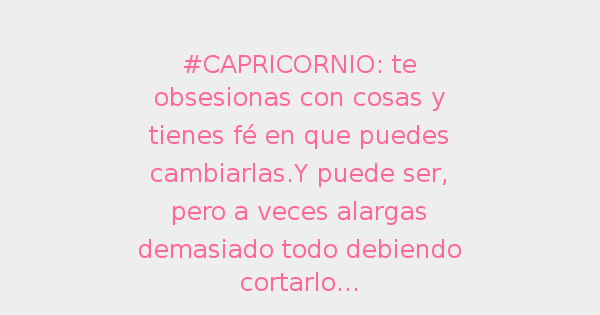 #CAPRICORNIO: te
obsesionas con cosas y
tienes fé en que puedes
cambiarlas.Y puede ser,
pero a veces alargas
demasiado todo debiendo
cortarlo...